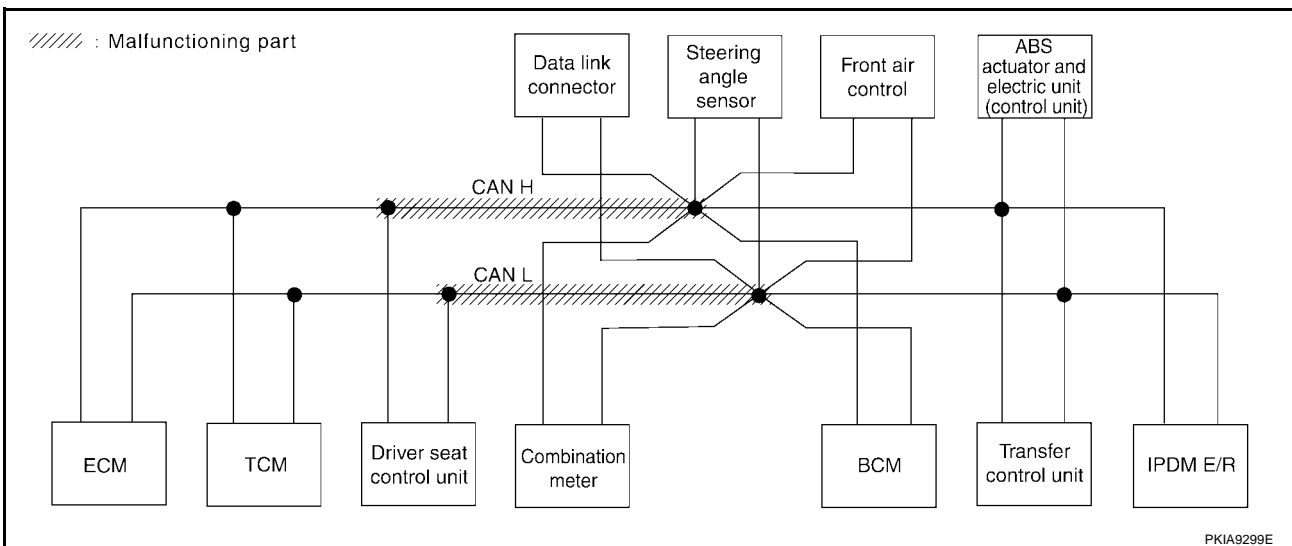 : Malfunctioning part
Data link
connector
Steering
angle
sensor
Front air
control
ABS
actuator and
electric unit
(control unit)
CAN H
CAN L
ECM
TCM
Driver seat
control unit
Combination
meter
BCM
Transfer
control unit
IPDM E/R
PKIA9299E